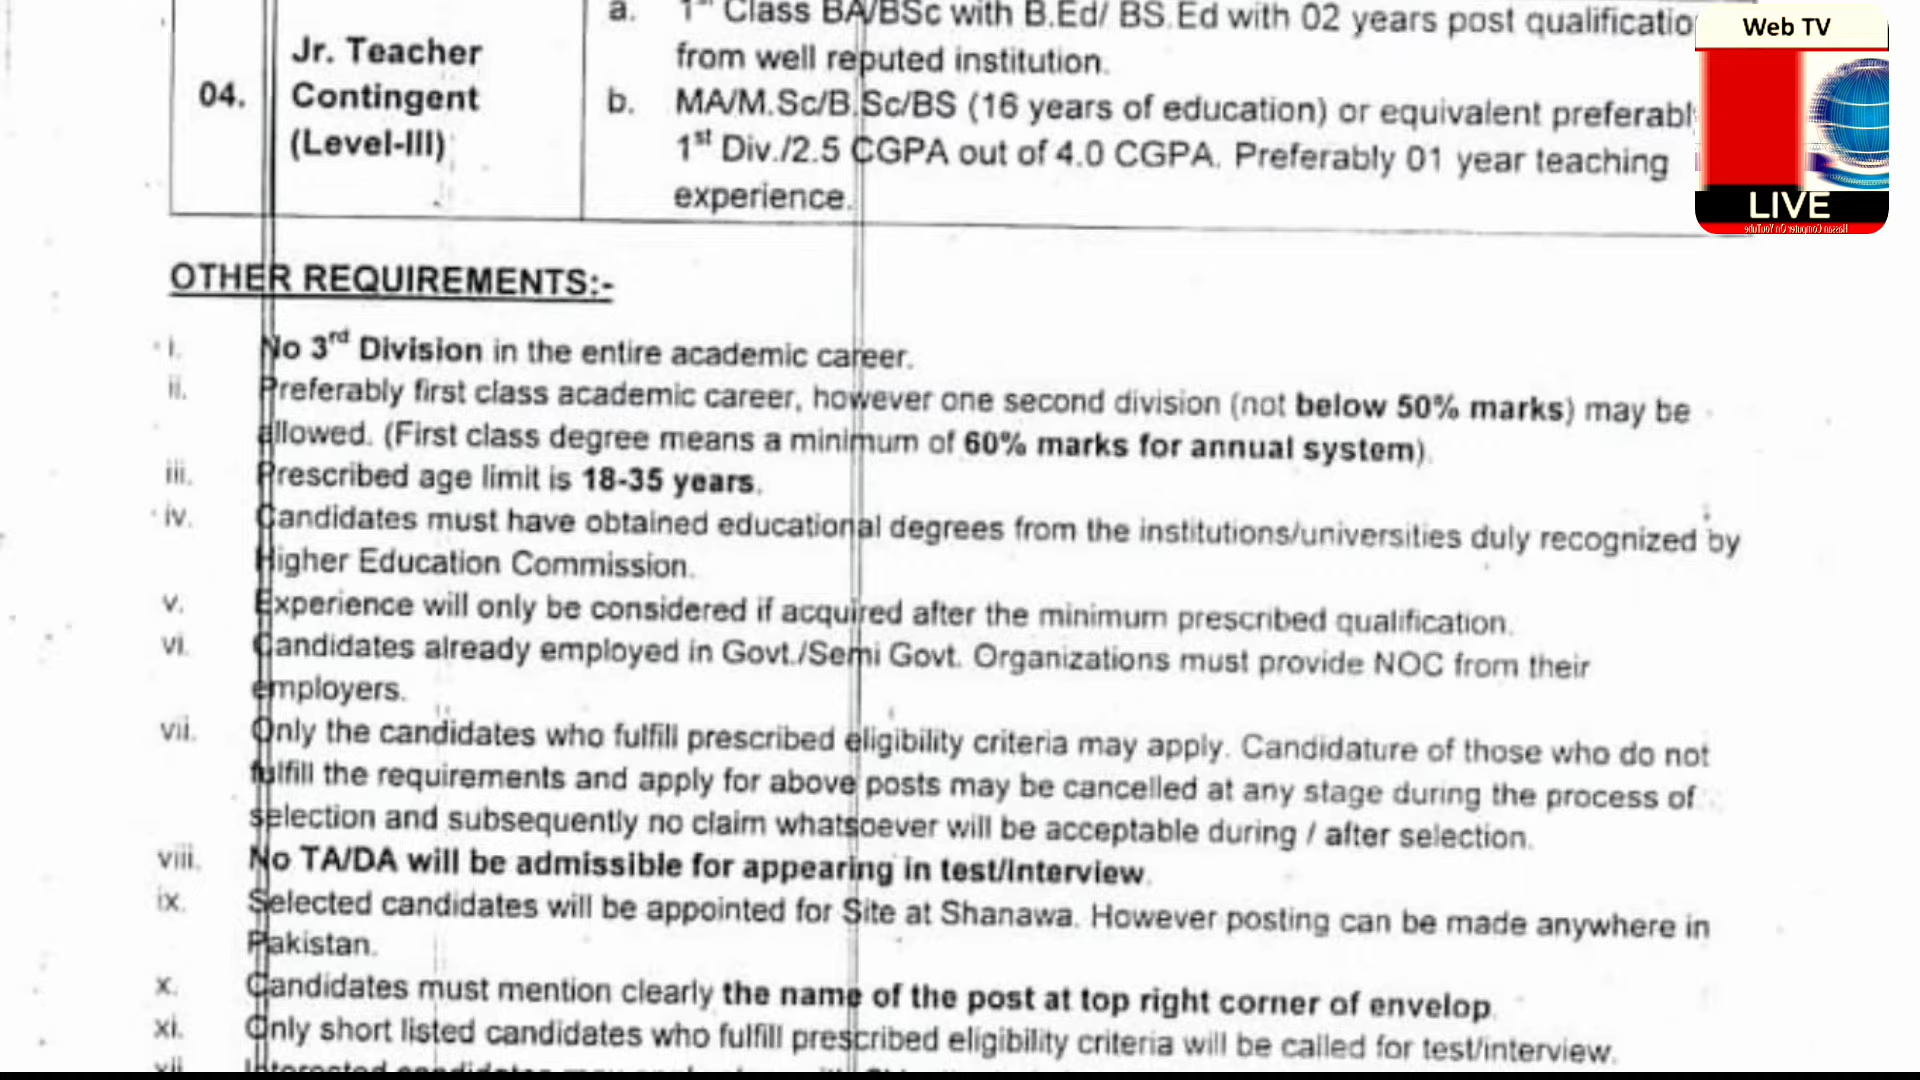 a. 1st Class BA/BSc with B.Ed/ BS.Ed with 02 years post qualificatio
from well reputed institution.
04. Jr. Teacher
Contingent
(Level-III)
b. MA/M.Sc/B.Sc/BS (16 years of education) or equivalent preferabl
1st Div./2.5 CGPA out of 4.0 CGPA. Preferably 01 year teaching
experience.
OTHER REQUIREMENTS:-
i. No 3rd Division in the entire academic career.
ii. Preferably first class academic career, however one second division (not below 50% marks) may be
allowed. (First class degree means a minimum of 60% marks for annual system).
iii. Prescribed age limit is 18-35 years.
iv. Candidates must have obtained educational degrees from the institutions/universities duly recognized by
Higher Education Commission.
v. Experience will only be considered if acquired after the minimum prescribed qualification.
vi. Candidates already employed in Govt./Semi Govt. Organizations must provide NOC from their
employers.
vii. Only the candidates who fulfill prescribed eligibility criteria may apply. Candidature of those who do not
fulfill the requirements and apply for above posts may be cancelled at any stage during the process of
selection and subsequently no claim whatsoever will be acceptable during / after selection.
viii. No TA/DA will be admissible for appearing in test/Interview.
ix. Selected candidates will be appointed for Site at Shanawa. However posting can be made anywhere in
Pakistan.
x. Candidates must mention clearly the name of the post at top right corner of envelop.
xi. Only short listed candidates who fulfill prescribed eligibility criteria will be called for test/interview.
xii. Interested candidates may
Web TV
LIVE
Hassan Computer On YouTube